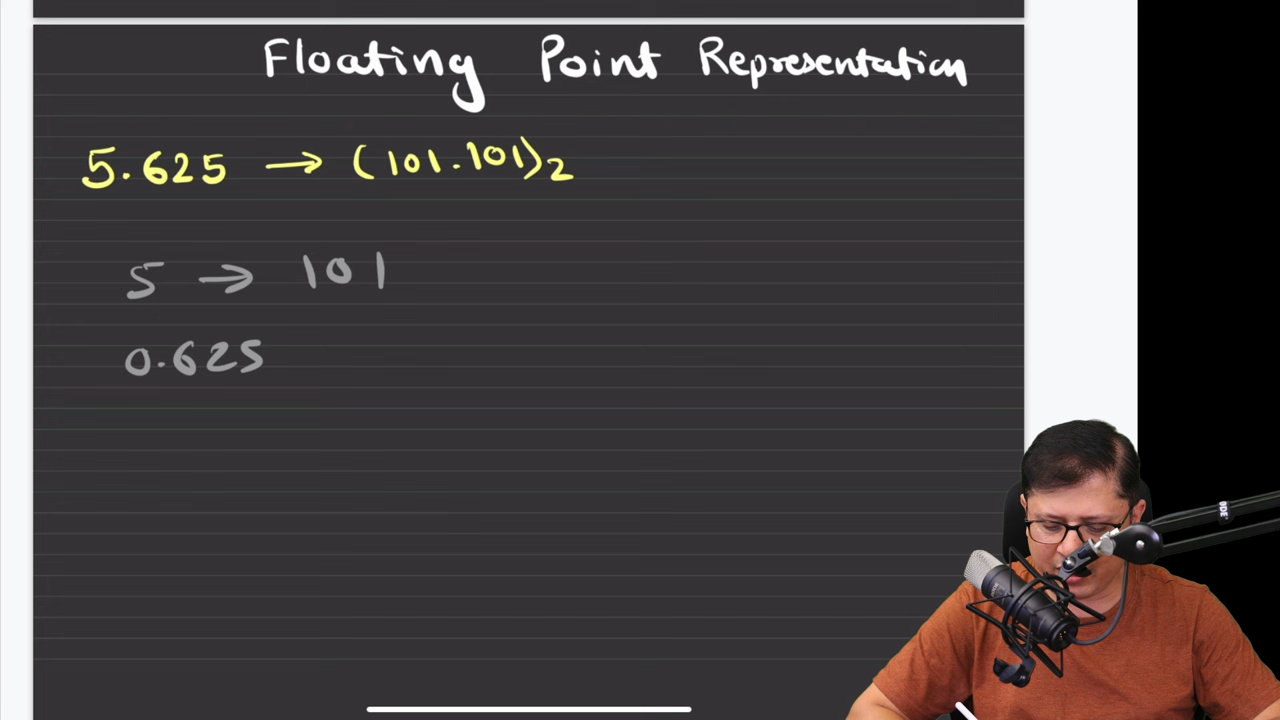 Floating Point Representation
5.625 → (101.101)₂
5 → 101
0.625